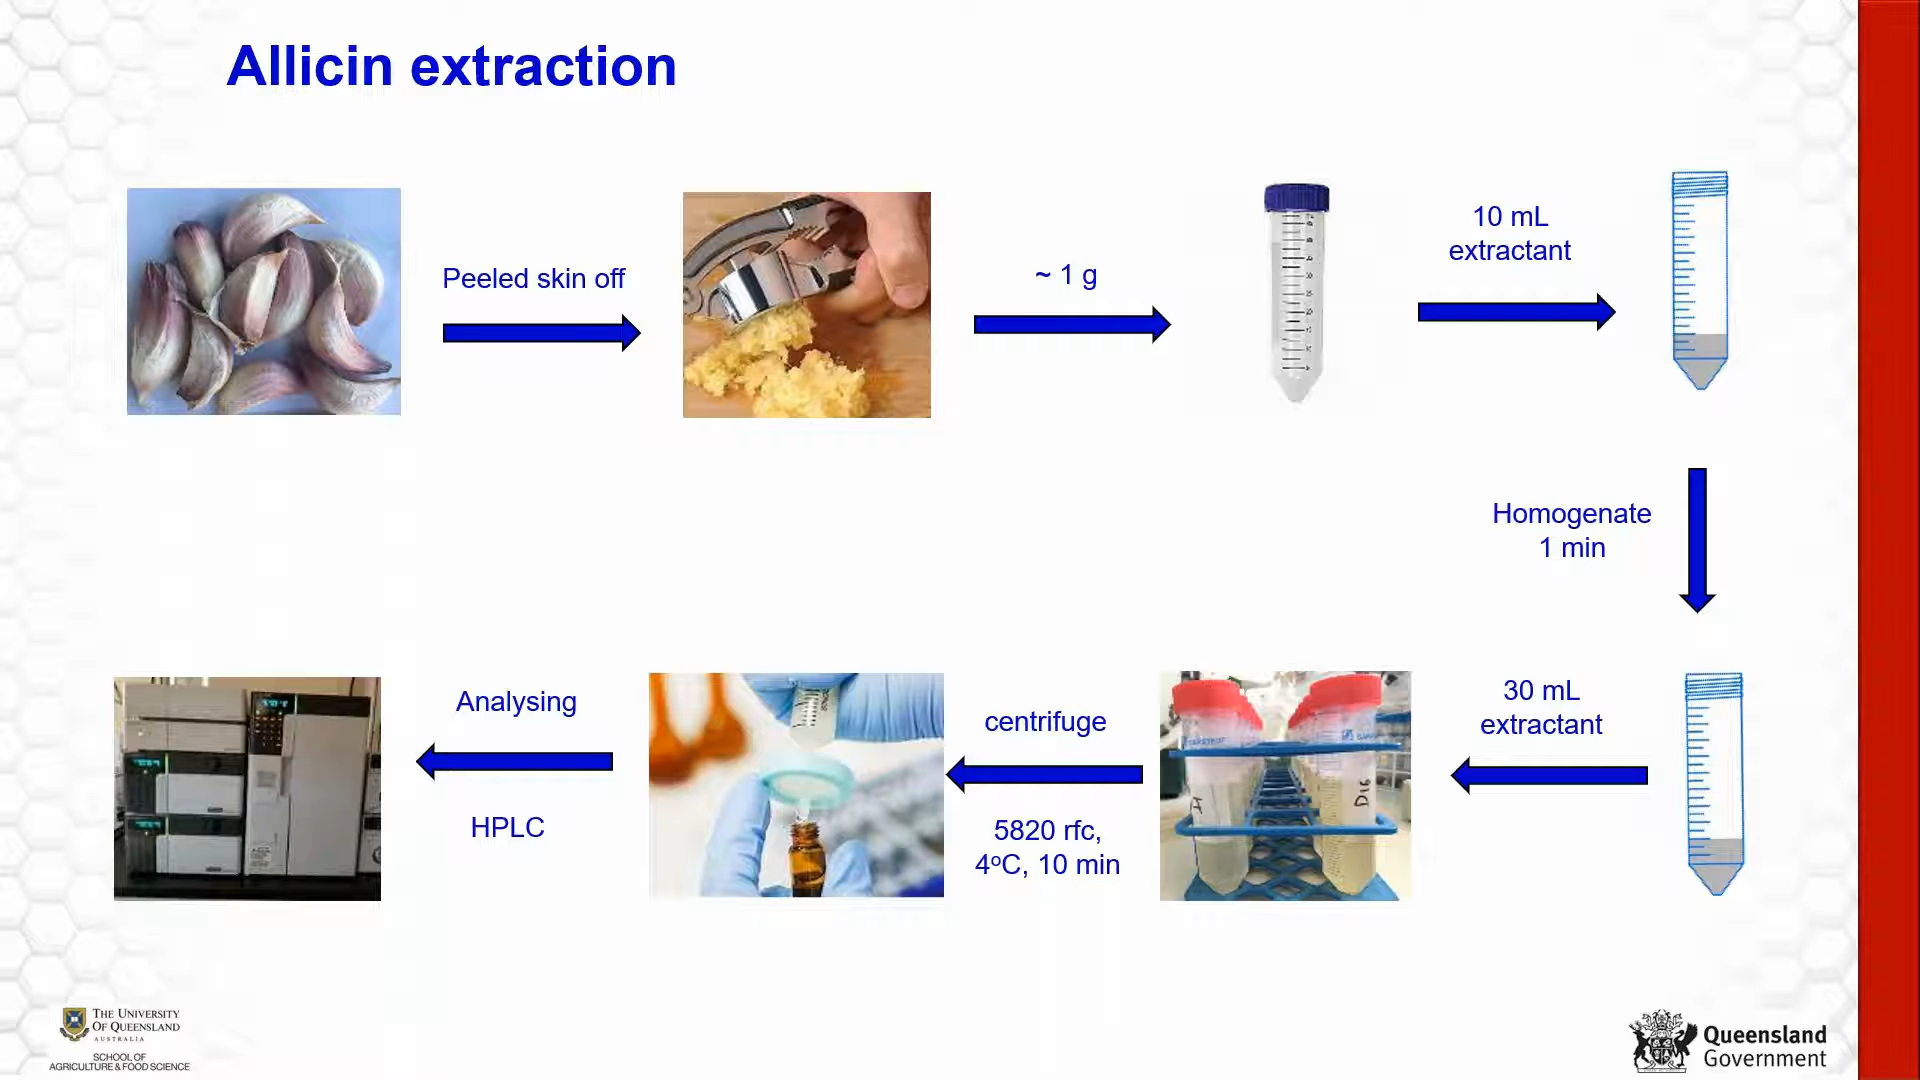 Allicin extraction
Peeled skin off
~ 1 g
10 mL
extractant
Homogenate
1 min
30 mL
extractant
centrifuge
5820 rfc,
4°C, 10 min
Analysing
HPLC
D16
THE UNIVERSITY
OF QUEENSLAND
AUSTRALIA
SCHOOL OF
AGRICULTURE & FOOD SCIENCE
Queensland
Government